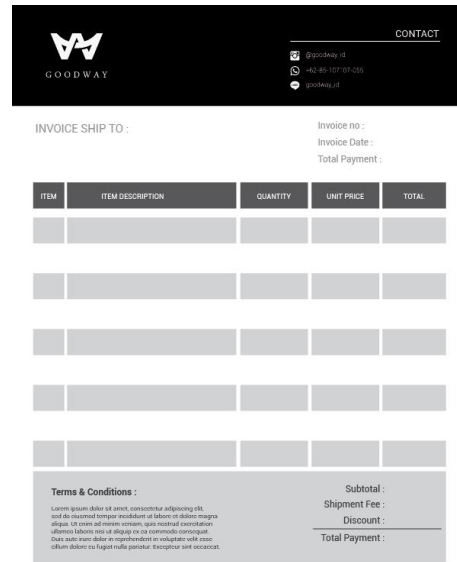 CONTACT
GOODWAY
@goodway_id
+62-85-107107-055
goodway_id
INVOICE SHIP TO :
Invoice no :
Invoice Date :
Total Payment :
ITEM ITEM DESCRIPTION QUANTITY UNIT PRICE TOTAL
Terms & Conditions :
Lorem ipsum dolor sit amet, consectetur adipiscing elit,
sed do eiusmod tempor incididunt ut labore et dolore magna
aliqua. Ut enim ad minim veniam, quis nostrud exercitation
ullamco laboris nisi ut aliquip ex ea commodo consequat.
Duis aute irure dolor in reprehenderit in voluptate velit esse
cillum dolore eu fugiat nulla pariatur. Excepteur sint occaecat.
Subtotal :
Shipment Fee :
Discount :
Total Payment :